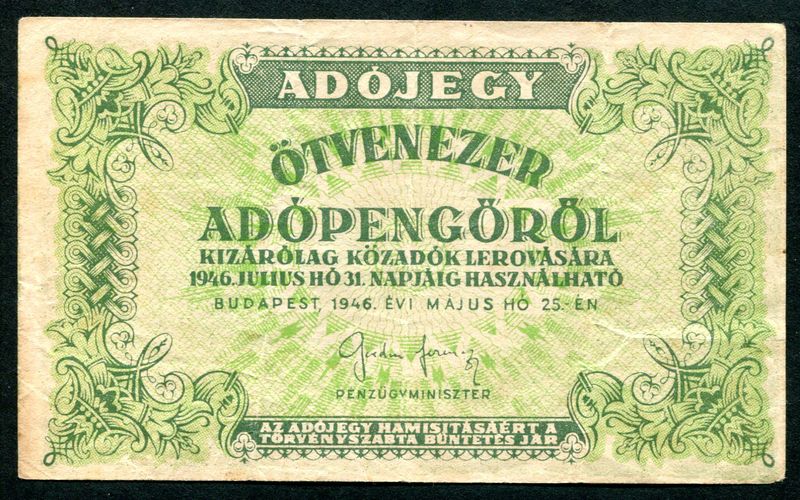 ADÓJEGY
ÖTVENEZER
ADÓPENGŐRŐL
KIZÁRÓLAG KÖZADÓK LEROVÁSÁRA
1946. JULIUS HÓ 31. NAPJÁIG HASZNÁLHATÓ
BUDAPEST, 1946. ÉVI MÁJUS HÓ 25.-ÉN
PÉNZÜGYMINISZTER
AZ ADÓJEGY HAMISITÁSÁÉRT A
TÖRVÉNYSZABTA BÜNTETÉS JÁR